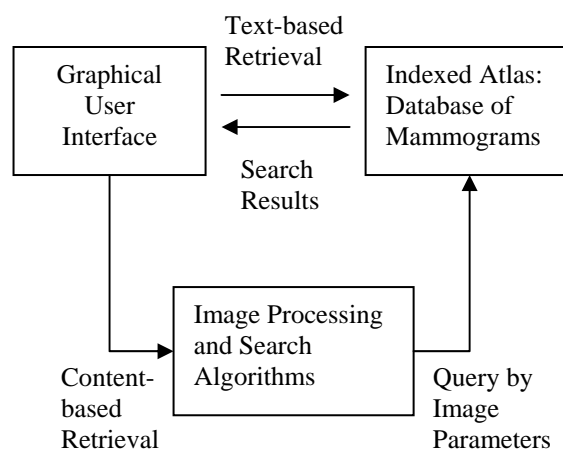 Text-based
Retrieval
Graphical
User
Interface
Indexed Atlas:
Database of
Mammograms
Search
Results
Image Processing
and Search
Algorithms
Content-
based
Retrieval
Query by
Image
Parameters